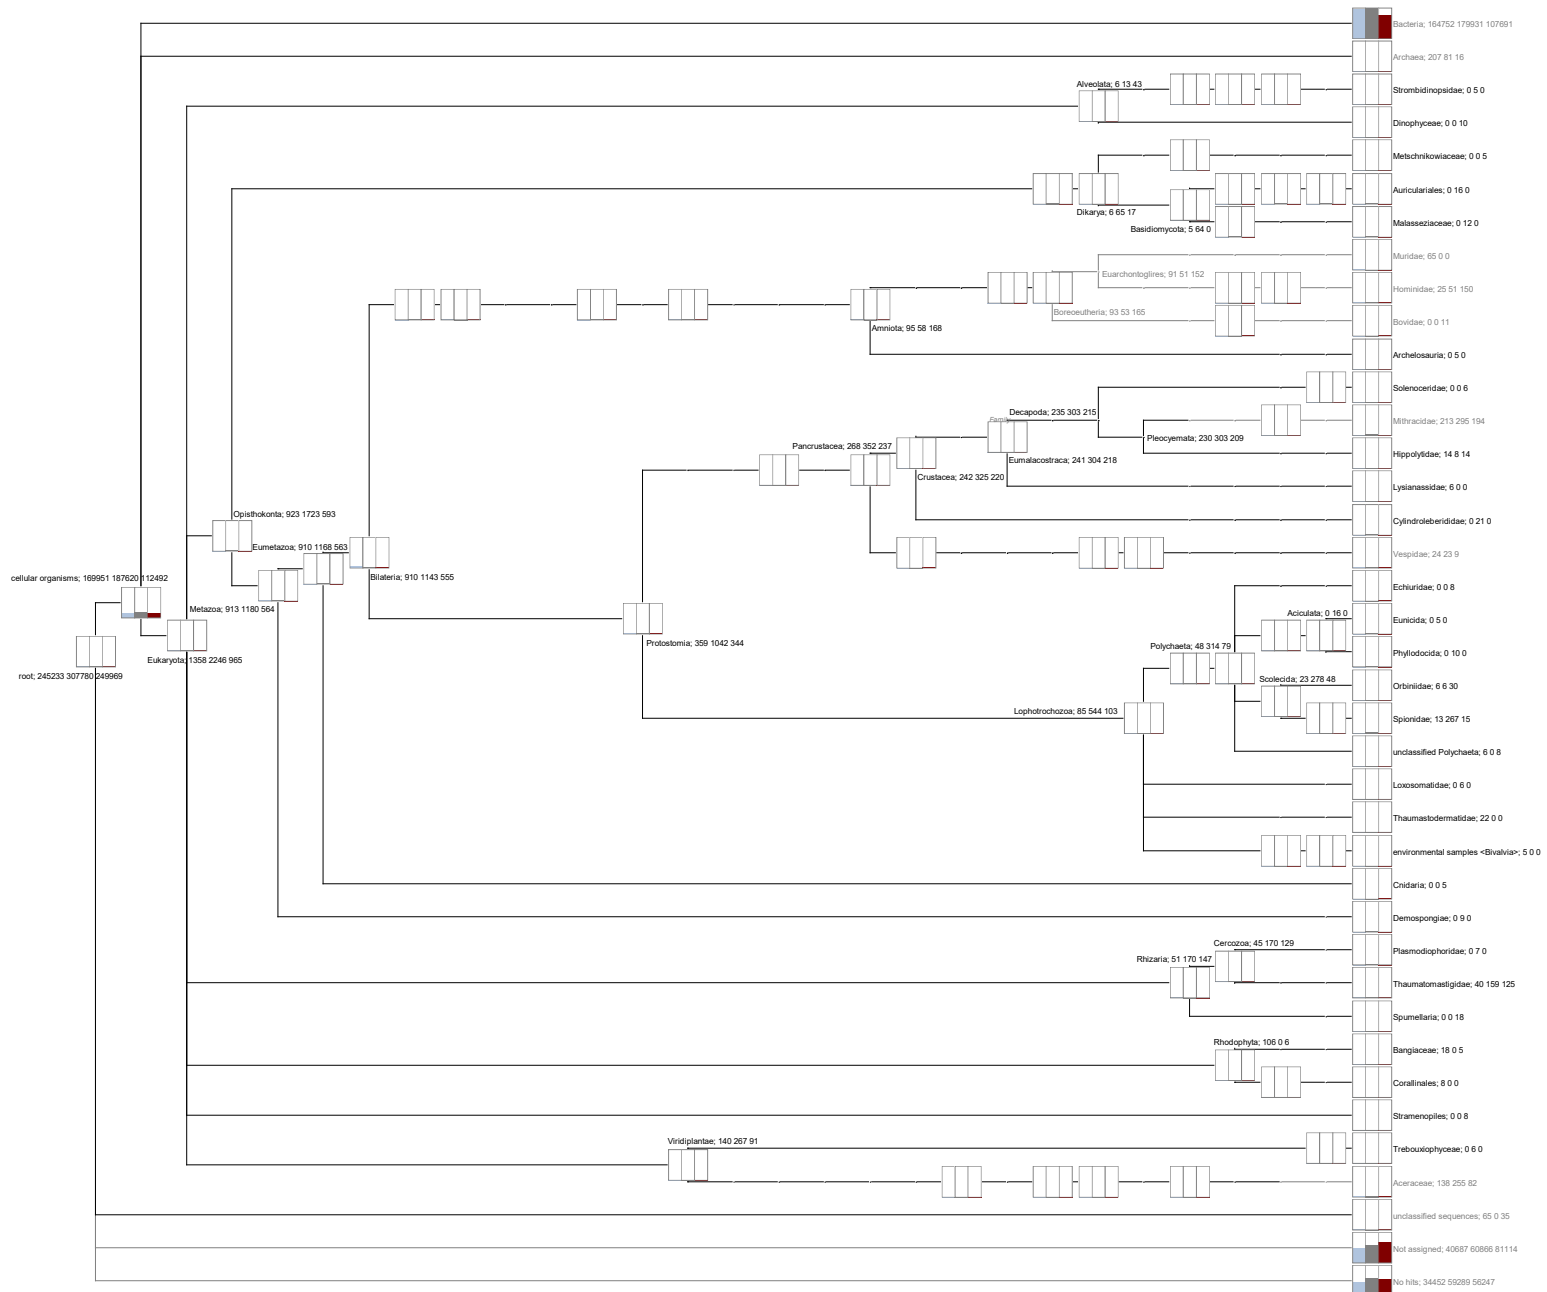 Bacteria; 164752 179931 107691
Archaea; 207 81 16
Alveolata; 6 13 43
Strombidinopsidae; 0 5 0
Dinophyceae; 0 0 10
Metschnikowiaceae; 0 0 5
Auriculariales; 0 16 0
Dikarya; 6 65 17
Basidiomycota; 5 64 0
Malasseziaceae; 0 12 0
Muridae; 65 0 0
Euarchontoglires; 91 51 152
Hominidae; 25 51 150
Boreoeutheria; 93 53 165
Bovidae; 0 0 11
Amniota; 95 58 168
Archelosauria; 0 5 0
Solenoceridae; 0 0 6
Decapoda; 235 303 215
Family
Mithracidae; 213 295 194
Pleocyemata; 230 303 209
Pancrustacea; 268 352 237
Hippolytidae; 14 8 14
Eumalacostraca; 241 304 218
Crustacea; 242 325 220
Lysianassidae; 6 0 0
Opisthokonta; 923 1723 593
Cylindroleberididae; 0 21 0
Eumetazoa; 910 1168 563
Vespidae; 24 23 9
cellular organisms; 169951 187620 112492
Bilateria; 910 1143 555
Echiuridae; 0 0 8
Metazoa; 913 1180 564
Aciculata; 0 16 0
Eunicida; 0 5 0
Protostomia; 359 1042 344
Polychaeta; 48 314 79
Phyllodocida; 0 10 0
Eukaryota; 1358 2246 965
root; 245233 307780 249969
Scolecida; 23 278 48
Orbiniidae; 6 6 30
Lophotrochozoa; 85 544 103
Spionidae; 13 267 15
unclassified Polychaeta; 6 0 8
Loxosomatidae; 0 6 0
Thaumastodermatidae; 22 0 0
environmental samples <Bivalvia>; 5 0 0
Cnidaria; 0 0 5
Demospongiae; 0 9 0
Cercozoa; 45 170 129
Plasmodiophoridae; 0 7 0
Rhizaria; 51 170 147
Thaumatomastigidae; 40 159 125
Spumellaria; 0 0 18
Rhodophyta; 106 0 6
Bangiaceae; 18 0 5
Corallinales; 8 0 0
Stramenopiles; 0 0 8
Viridiplantae; 140 267 91
Trebouxiophyceae; 0 6 0
Aceraceae; 138 255 82
unclassified sequences; 65 0 35
Not assigned; 40687 60866 81114
No hits; 34452 59289 56247